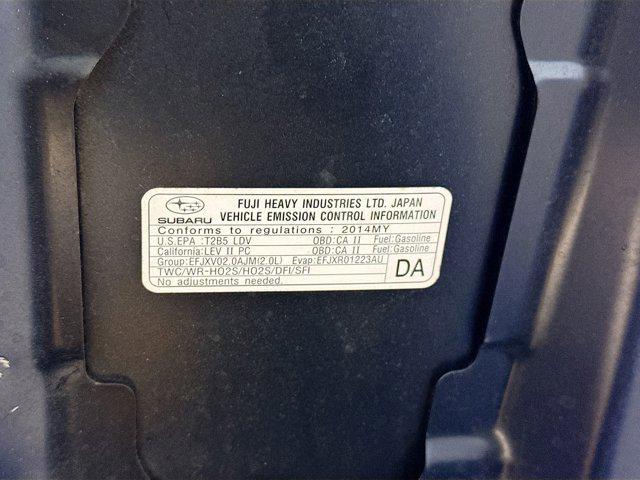 SUBARU
FUJI HEAVY INDUSTRIES LTD. JAPAN
VEHICLE EMISSION CONTROL INFORMATION
Conforms to regulations : 2014MY
U.S.EPA :T2B5 LDV OBD:CA II Fuel:Gasoline
California:LEV II PC OBD:CA II Fuel:Gasoline
Group:EFJXV02.0AJM(2.0L) Evap:EFJXR01223AU
TWC/WR-HO2S/HO2S/DFI/SFI
No adjustments needed.
DA